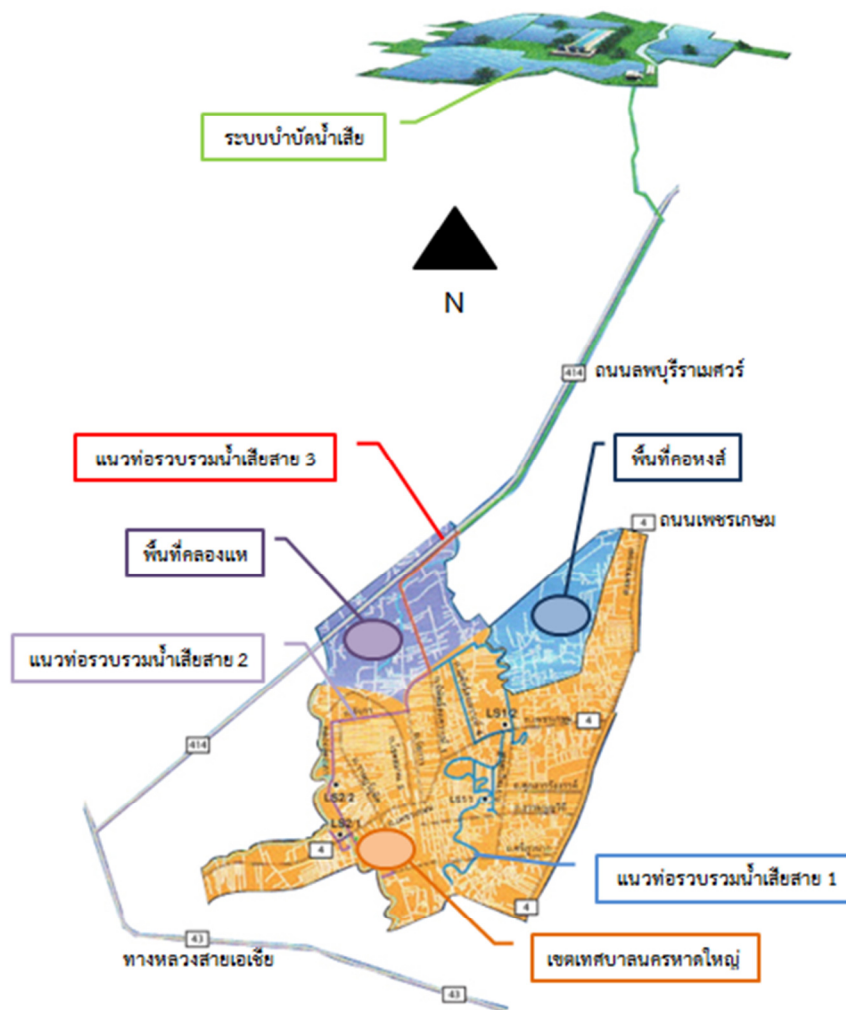 ระบบบำบัดน้ำเสีย
N
414
ถนนลพบุรีราเมศวร์
แนวท่อรวบรวมน้ำเสียสาย 3
พื้นที่คอหงส์
4
ถนนเพชรเกษม
พื้นที่คลองแห
แนวท่อรวบรวมน้ำเสียสาย 2
LS1/2
4
414
LS2/2
LS1/1
LS2/1
4
แนวท่อรวบรวมน้ำเสียสาย 1
4
43
ทางหลวงสายเอเชีย
เขตเทศบาลนครหาดใหญ่
43